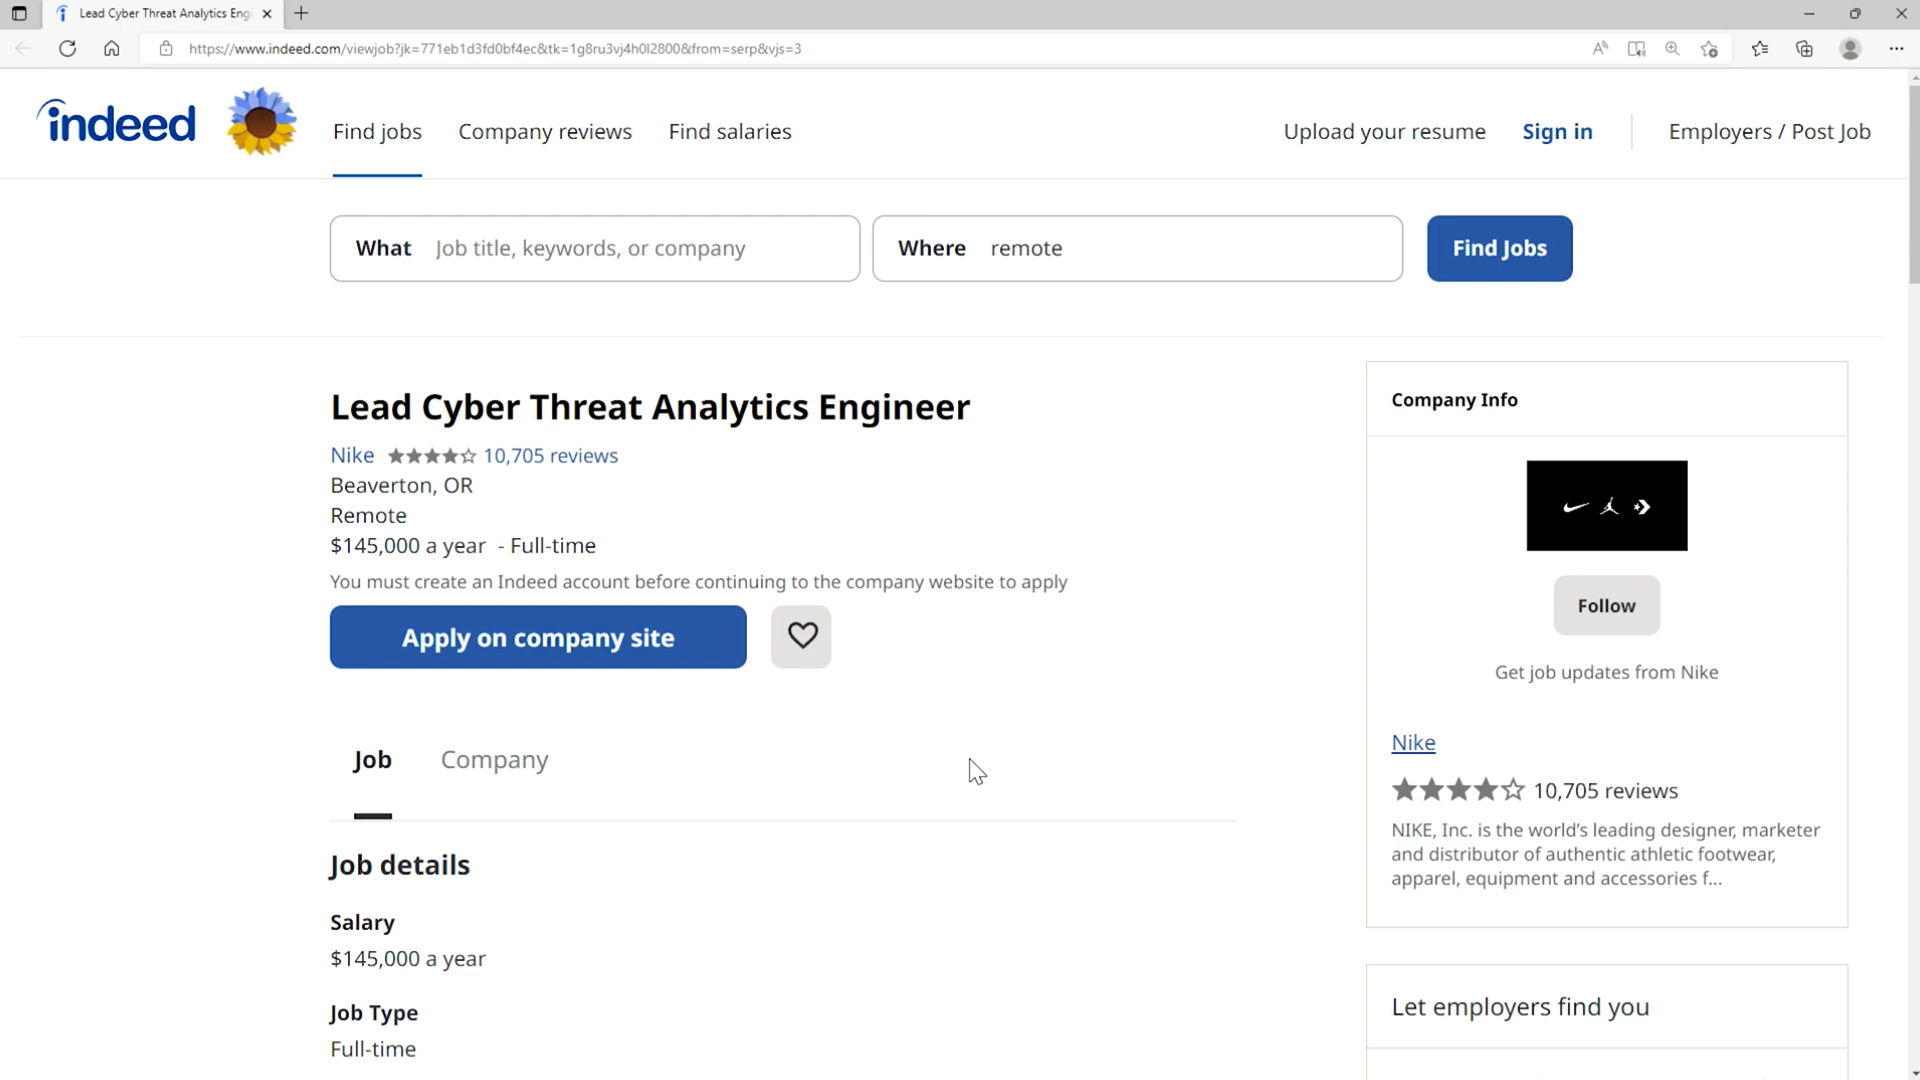 Lead Cyber Threat Analytics Eng
https://www.indeed.com/viewjob?jk=771eb1d3fd0bf4ec&tk=1g8ru3vj4h0l2800&from=serp&vjs=3
indeed
Find jobs
Company reviews
Find salaries
Upload your resume
Sign in
Employers / Post Job
What Job title, keywords, or company
Where remote
Find Jobs
Lead Cyber Threat Analytics Engineer
Nike 10,705 reviews
Beaverton, OR
Remote
$145,000 a year - Full-time
You must create an Indeed account before continuing to the company website to apply
Apply on company site
Job
Company
Job details
Salary
$145,000 a year
Job Type
Full-time
Company Info
Follow
Get job updates from Nike
Nike
10,705 reviews
NIKE, Inc. is the world's leading designer, marketer
and distributor of authentic athletic footwear,
apparel, equipment and accessories f...
Let employers find you